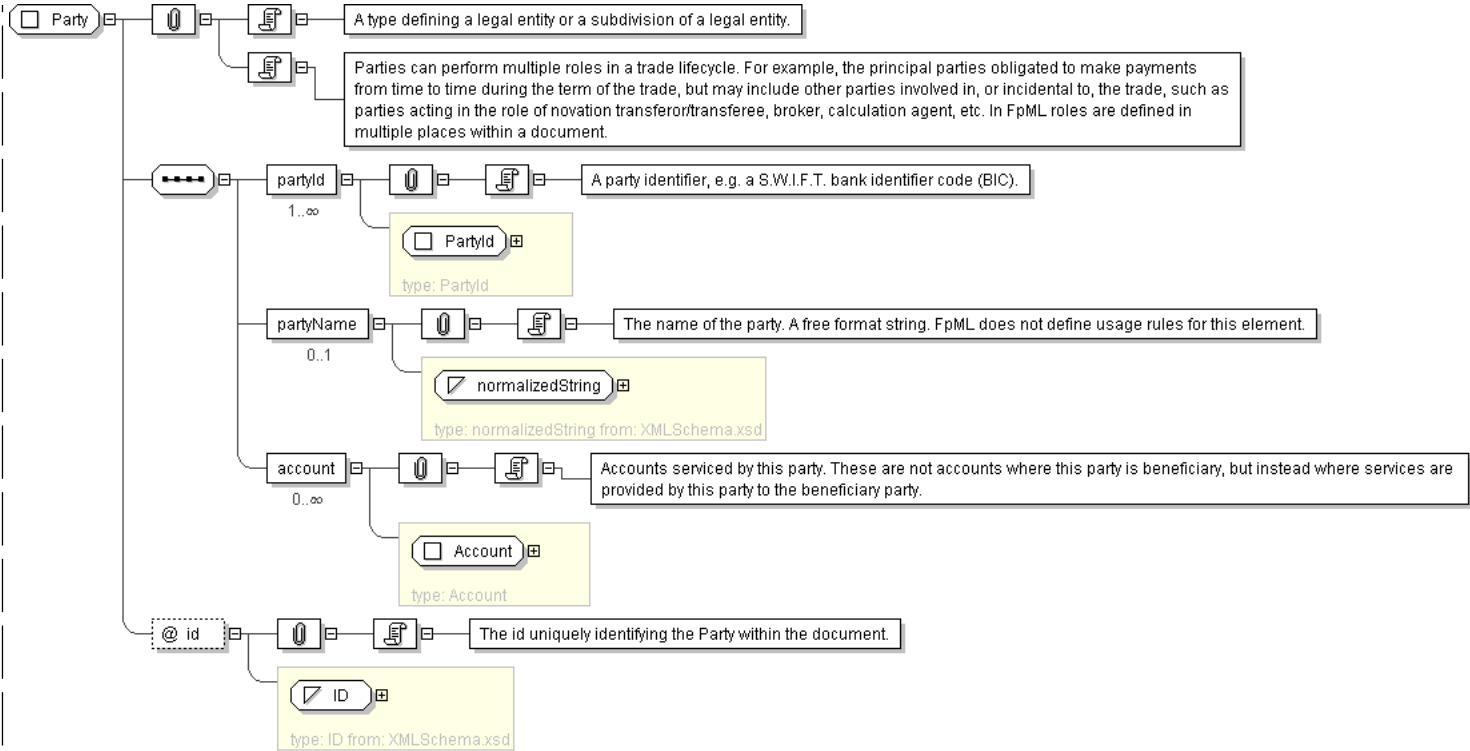 Party
A type defining a legal entity or a subdivision of a legal entity.
Parties can perform multiple roles in a trade lifecycle. For example, the principal parties obligated to make payments
from time to time during the term of the trade, but may include other parties involved in, or incidental to, the trade, such as
parties acting in the role of novation transferor/transferee, broker, calculation agent, etc. In FpML roles are defined in
multiple places within a document.
partyId
A party identifier, e.g. a S.W.I.F.T. bank identifier code (BIC).
1..∞
PartyId
type: PartyId
partyName
The name of the party. A free format string. FpML does not define usage rules for this element.
0..1
normalizedString
type: normalizedString from: XMLSchema.xsd
account
Accounts serviced by this party. These are not accounts where this party is beneficiary, but instead where services are
provided by this party to the beneficiary party.
0..∞
Account
type: Account
@ id
The id uniquely identifying the Party within the document.
ID
type: ID from: XMLSchema.xsd